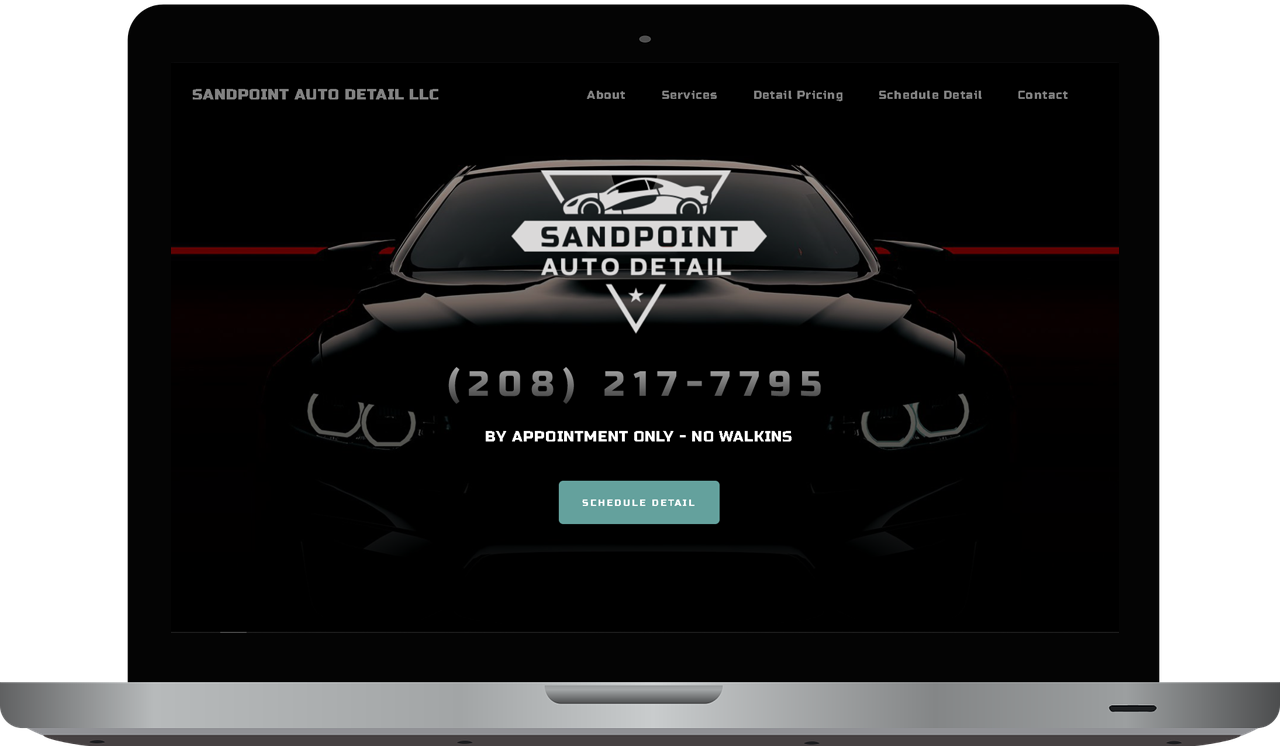 SANDPOINT AUTO DETAIL LLC
About Services Detail Pricing Schedule Detail Contact
SANDPOINT
AUTO DETAIL
(208) 217-7795
BY APPOINTMENT ONLY - NO WALKINS
SCHEDULE DETAIL